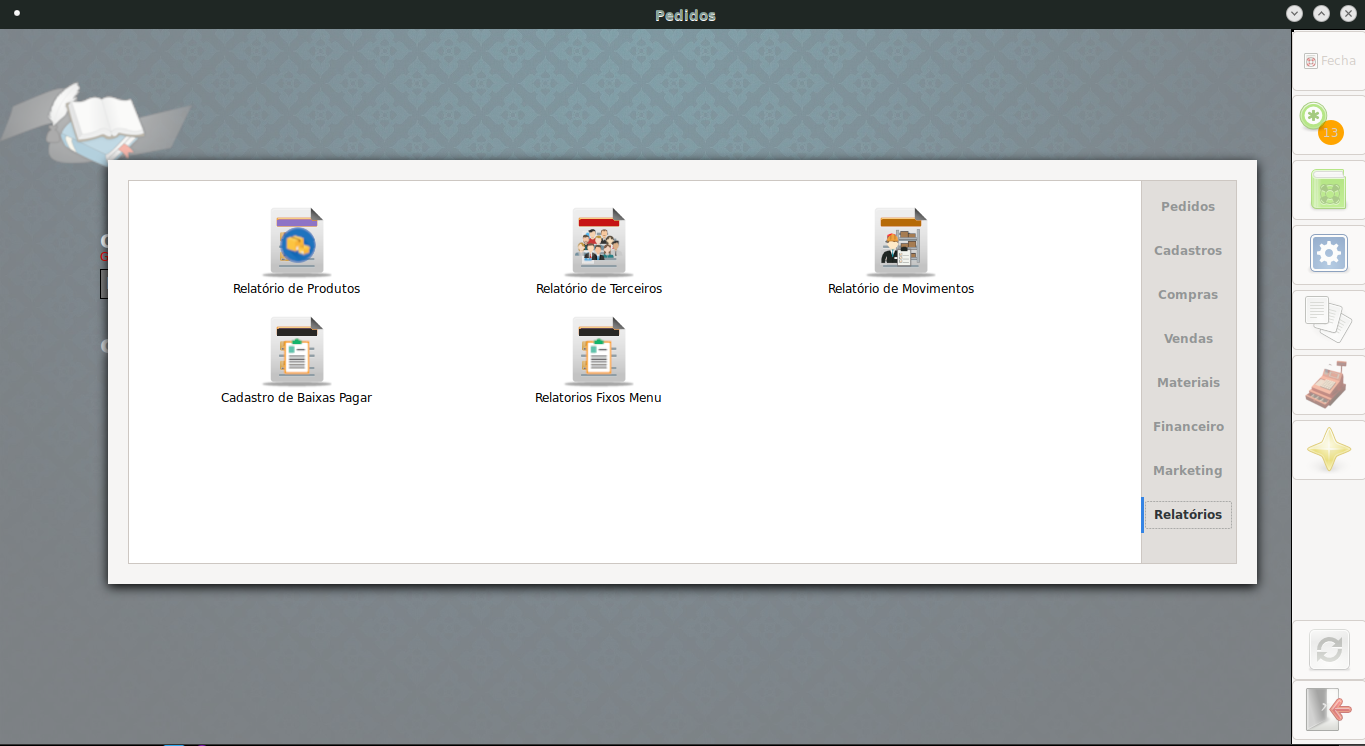 Pedidos
Fecha
13
Relatório de Produtos
Relatório de Terceiros
Relatório de Movimentos
Cadastro de Baixas Pagar
Relatorios Fixos Menu
Pedidos
Cadastros
Compras
Vendas
Materiais
Financeiro
Marketing
Relatórios